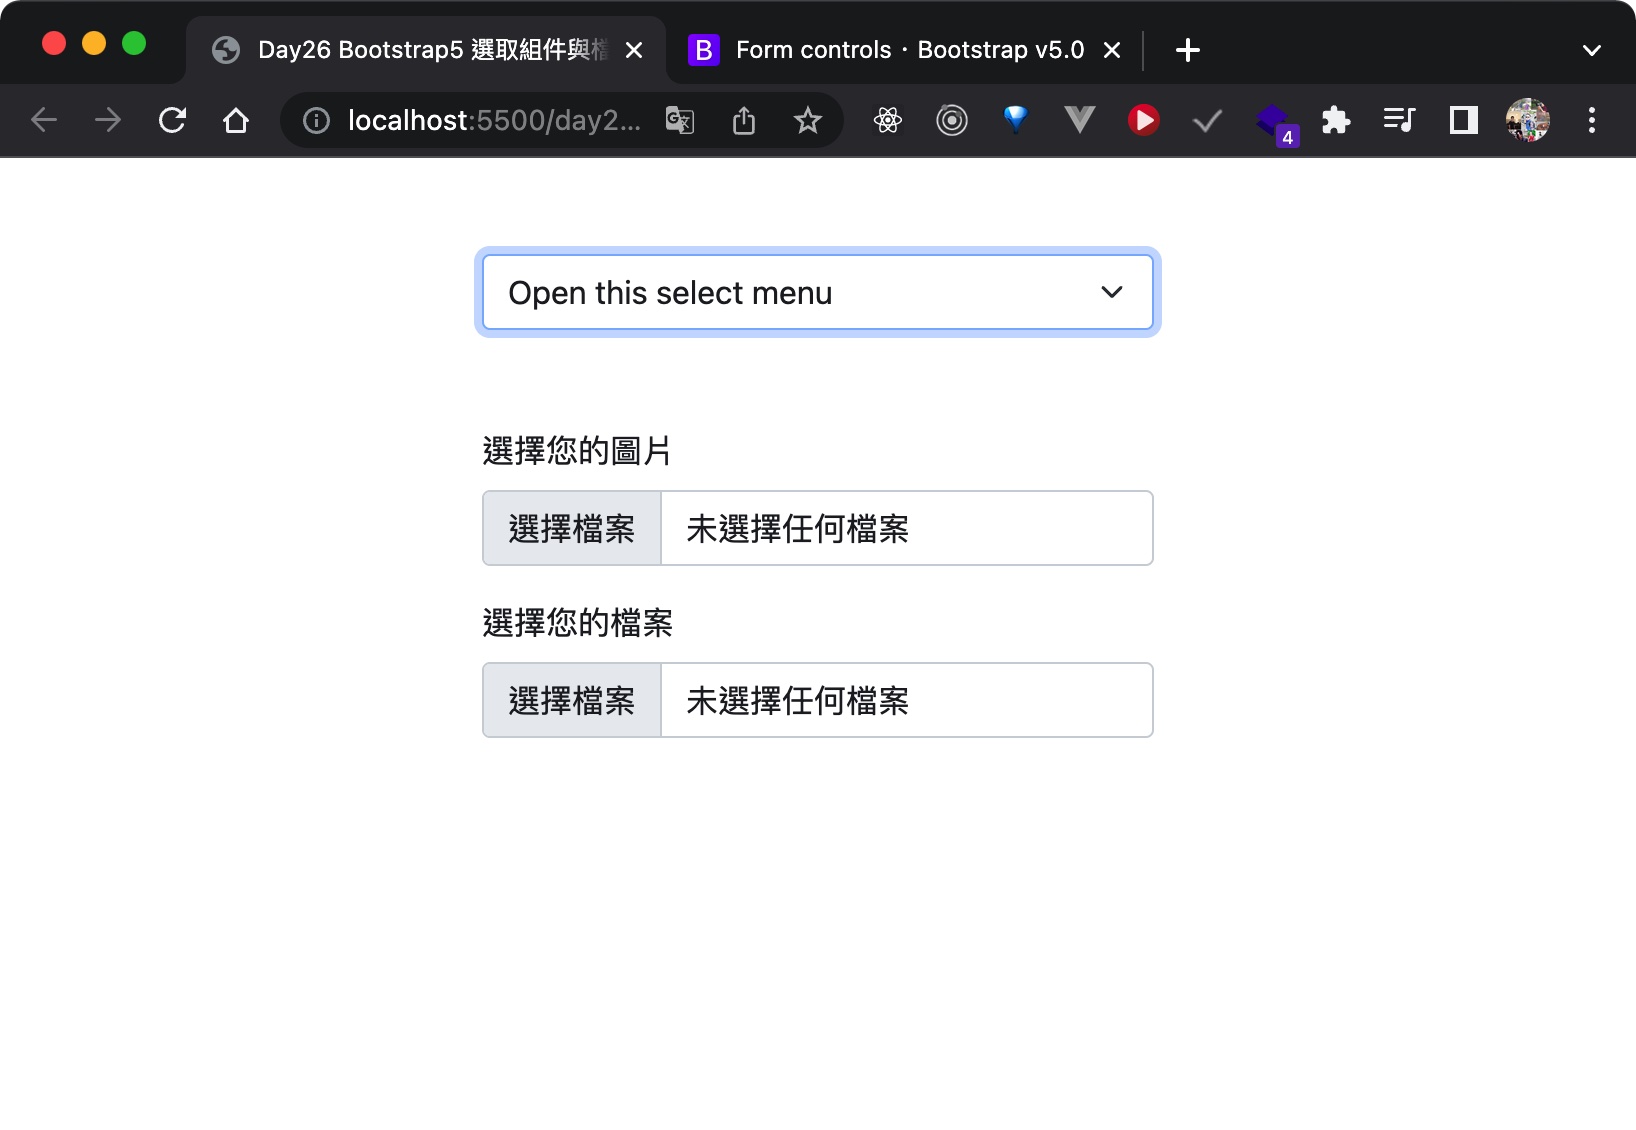 Day26 Bootstrap5 選取組件與檔
B Form controls · Bootstrap v5.0
localhost:5500/day2...
4
Open this select menu
選擇您的圖片
選擇檔案 未選擇任何檔案
選擇您的檔案
選擇檔案 未選擇任何檔案